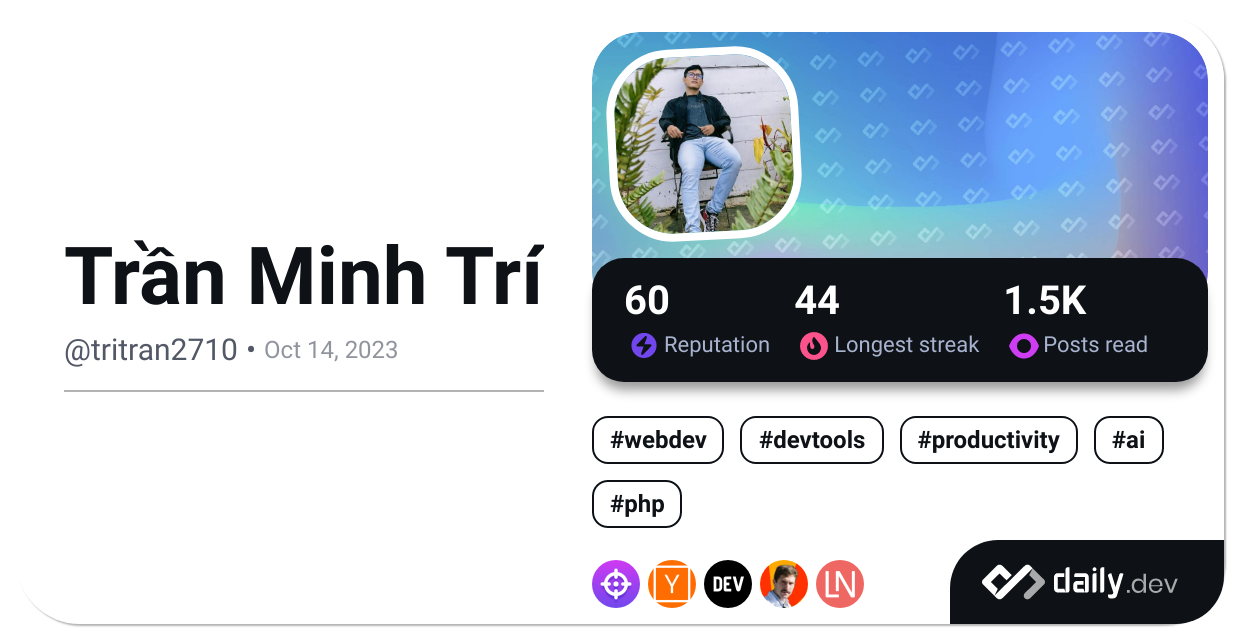 Trần Minh Trí
@tritran2710 • Oct 14, 2023
60 44 1.5K
Reputation Longest streak Posts read
#webdev #devtools #productivity #ai
#php
Y DEV LN
daily.dev